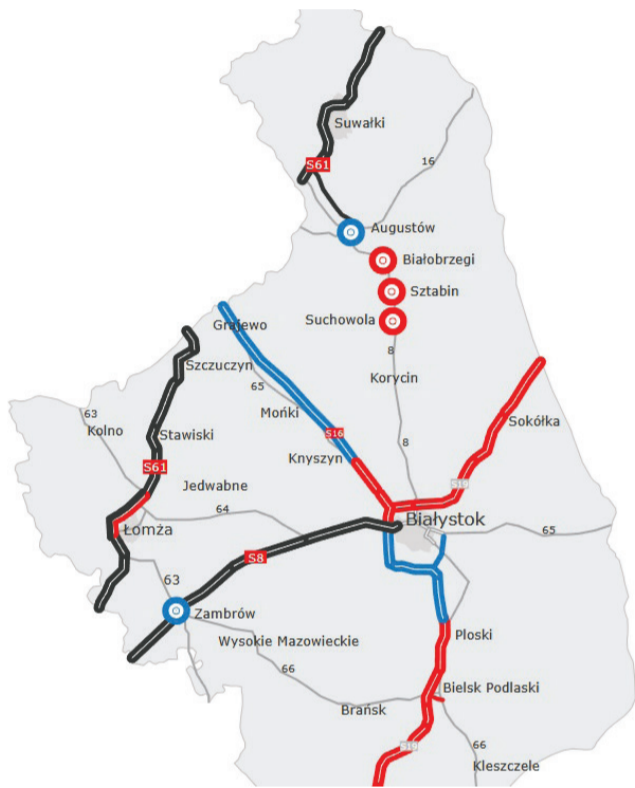 Suwałki
S61
16
Augustów
Białobrzegi
Sztabin
Suchowola
Grajewo
8
Szczuczyn
Korycin
65
63
Mońki
Kolno
Stawiski
S16
Sokółka
8
Knyszyn
S61
Jedwabne
S19
64
Białystok
Łomża
65
S8
63
Zambrów
Ploski
Wysokie Mazowieckie
66
Bielsk Podlaski
Brańsk
S19
66
Kleszczele